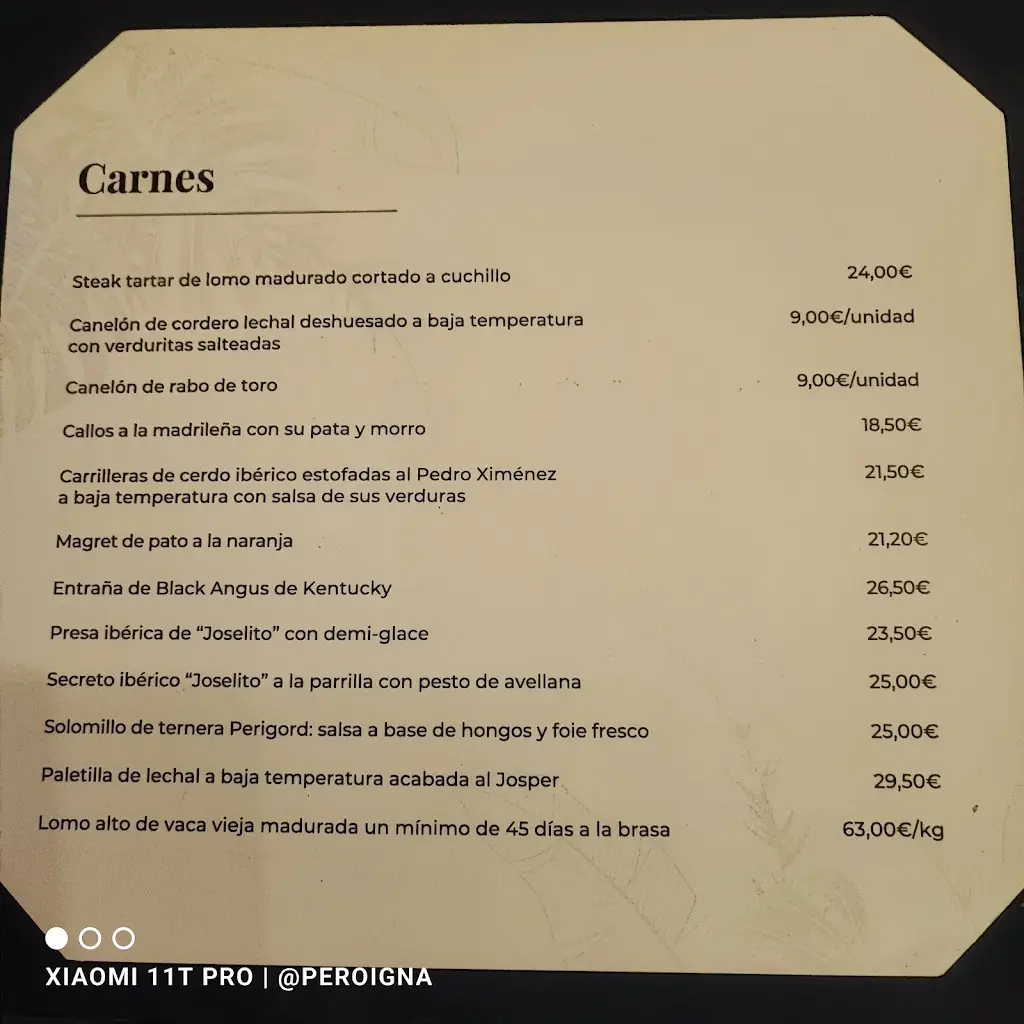 Carnes
Steak tartar de lomo madurado cortado a cuchillo 24,00€
Canelón de cordero lechal deshuesado a baja temperatura 9,00€/unidad
con verduritas salteadas
Canelón de rabo de toro 9,00€/unidad
Callos a la madrileña con su pata y morro 18,50€
Carrilleras de cerdo ibérico estofadas al Pedro Ximénez 21,50€
a baja temperatura con salsa de sus verduras
Magret de pato a la naranja 21,20€
Entraña de Black Angus de Kentucky 26,50€
Presa ibérica de “Joselito” con demi-glace 23,50€
Secreto ibérico “Joselito” a la parrilla con pesto de avellana 25,00€
Solomillo de ternera Perigord: salsa a base de hongos y foie fresco 25,00€
Paletilla de lechal a baja temperatura acabada al Josper 29,50€
Lomo alto de vaca vieja madurada un mínimo de 45 días a la brasa 63,00€/kg
XIAOMI 11T PRO | @PEROIGNA